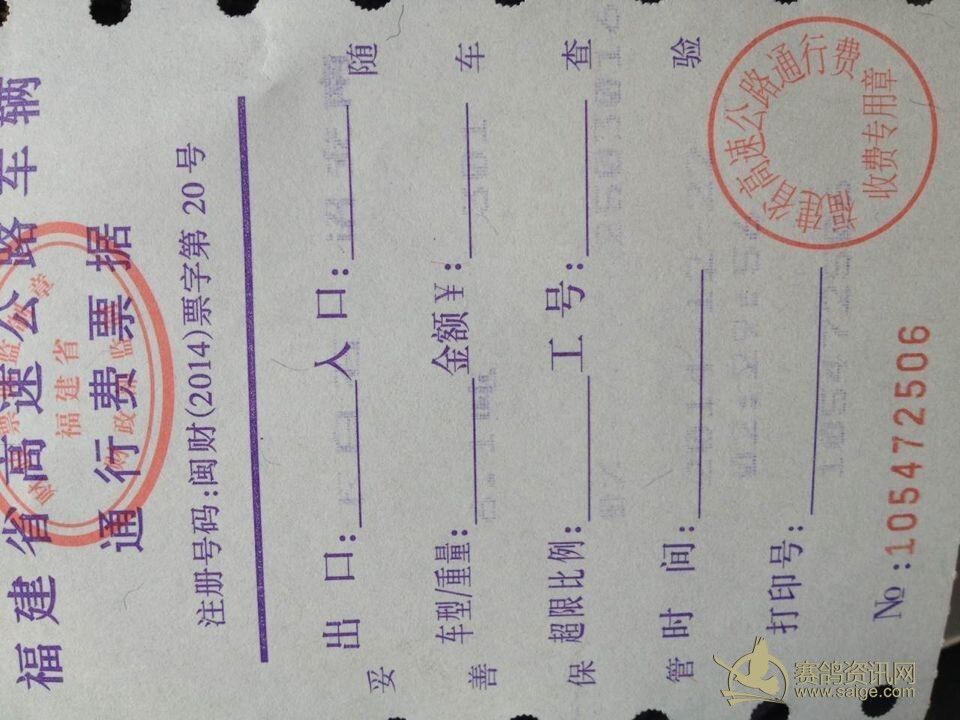 福建省高速公路车辆
通行费票据
注册号码:闽财(2014)票字第 20号
出 口: 入 口:
车型/重量: 金额￥:
超限比例: 工 号:
时 间:
打印号:
№:105472506
妥善保管
随车查验
福建省
福建省高速公路通行费
收费专用章
赛鸽资讯网
www.saige.com